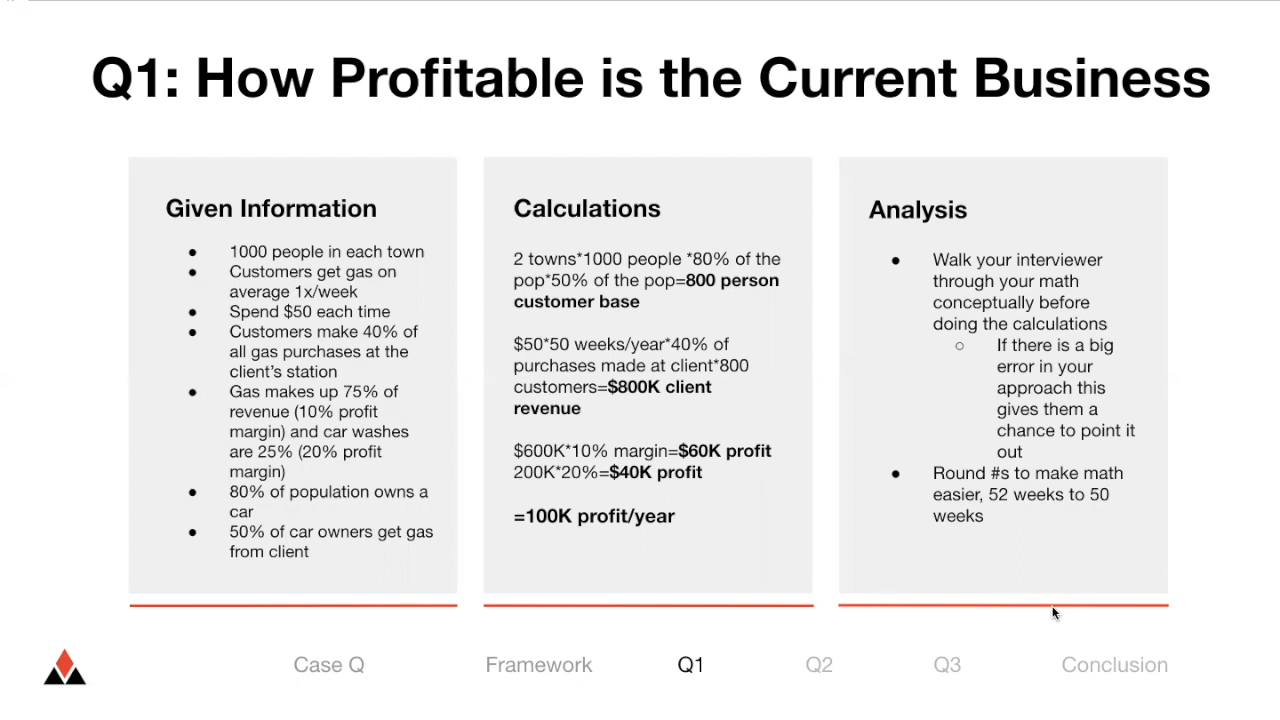 Q1: How Profitable is the Current Business
Given Information
● 1000 people in each town
● Customers get gas on
average 1x/week
● Spend $50 each time
● Customers make 40% of
all gas purchases at the
client's station
● Gas makes up 75% of
revenue (10% profit
margin) and car washes
are 25% (20% profit
margin)
● 80% of population owns a
car
● 50% of car owners get gas
from client
Calculations
2 towns*1000 people *80% of the
pop*50% of the pop=800 person
customer base
$50*50 weeks/year*40% of
purchases made at client*800
customers=$800K client
revenue
$600K*10% margin=$60K profit
200K*20%=$40K profit
=100K profit/year
Analysis
● Walk your interviewer
through your math
conceptually before
doing the calculations
○ If there is a big
error in your
approach this
gives them a
chance to point it
out
● Round #s to make math
easier, 52 weeks to 50
weeks
Case Q
Framework
Q1
Q2
Q3
Conclusion